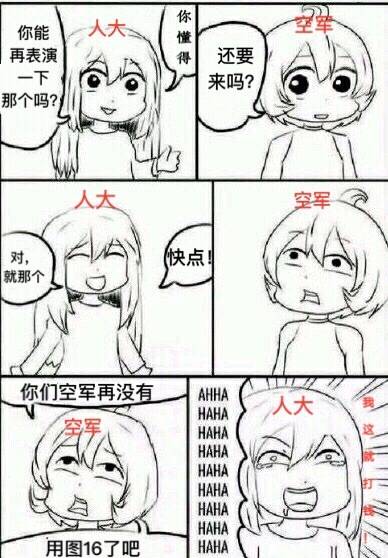 人大
你能
再表演
一下
那个吗?
你
懂
得
空军
还要
来吗?
人大
对,
就那个
快点!
空军
你们空军再没有
空军
用图16了吧
人大
AHHA
HAHA
HAHA
HAHA
HAHA
HAHA
HAHA
HAHA
HAHA
我
这
就
打
钱
!